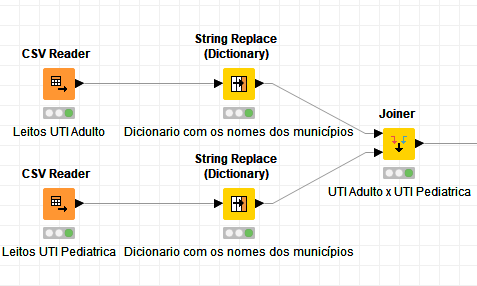 String Replace
(Dictionary)
CSV Reader
Leitos UTI Adulto
Dicionario com os nomes dos municípios
Joiner
UTI Adulto x UTI Pediatrica
String Replace
(Dictionary)
CSV Reader
Leitos UTI Pediatrica
Dicionario com os nomes dos municípios